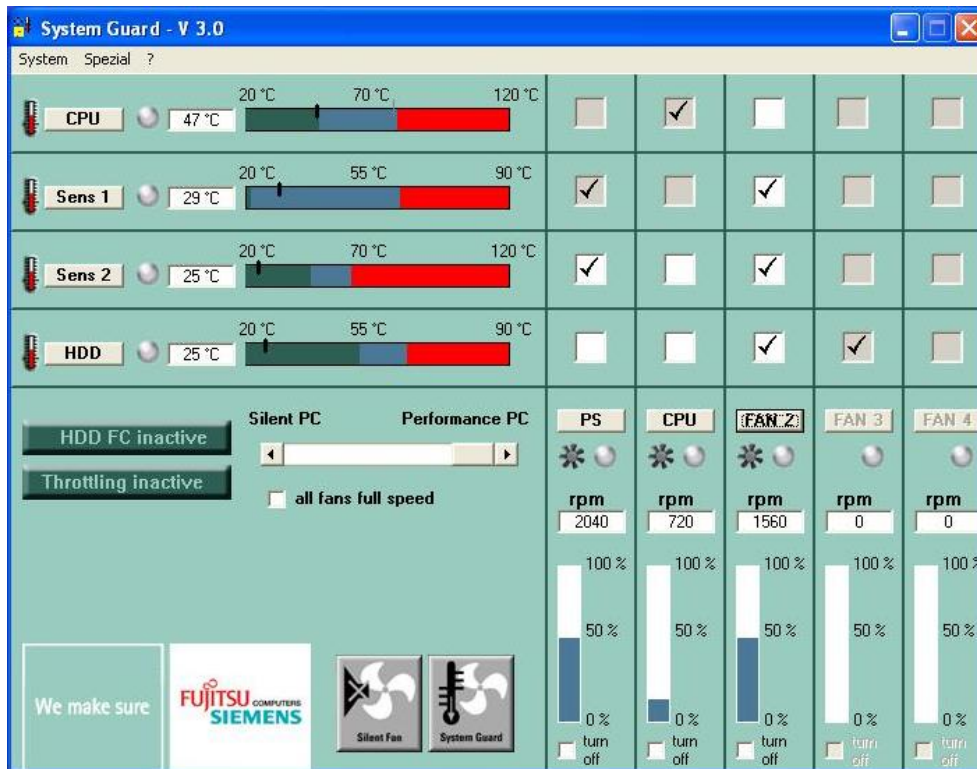 System Guard - V 3.0
System Spezial ?
CPU 47 °C 20 °C 70 °C 120 °C
Sens 1 29 °C 20 °C 55 °C 90 °C
Sens 2 25 °C 20 °C 70 °C 120 °C
HDD 25 °C 20 °C 55 °C 90 °C
HDD FC inactive
Throttling inactive
Silent PC Performance PC
all fans full speed
PS CPU FAN 2 FAN 3 FAN 4
rpm rpm rpm rpm rpm
2040 720 1560 0 0
100 % 100 % 100 % 100 % 100 %
50 % 50 % 50 % 50 % 50 %
0 % 0 % 0 % 0 % 0 %
turn off turn off turn off turn off turn off
We make sure
FUJITSU COMPUTERS
SIEMENS
Silent Fan System Guard